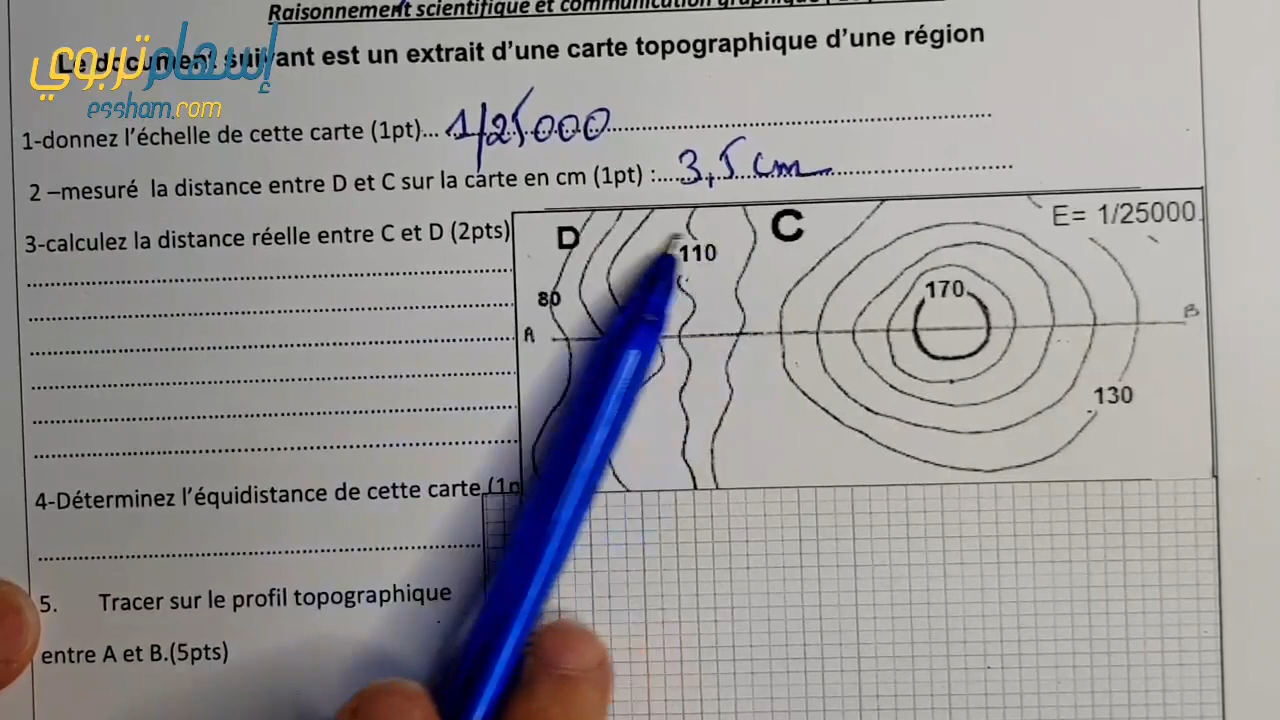 Raisonnement scientifique et communication
إسهام تربوي
essham.com
Le document suivant est un extrait d'une carte topographique d'une région
1-donnez l'échelle de cette carte (1pt)... 1/25000
2 –mesuré la distance entre D et C sur la carte en cm (1pt) :.... 3,5 cm
3-calculez la distance réelle entre C et D (2pts)
D
C
E= 1/25000
110
170
80
A
B
130
4-Déterminez l'équidistance de cette carte (1p
5. Tracer sur le profil topographique
entre A et B.(5pts)